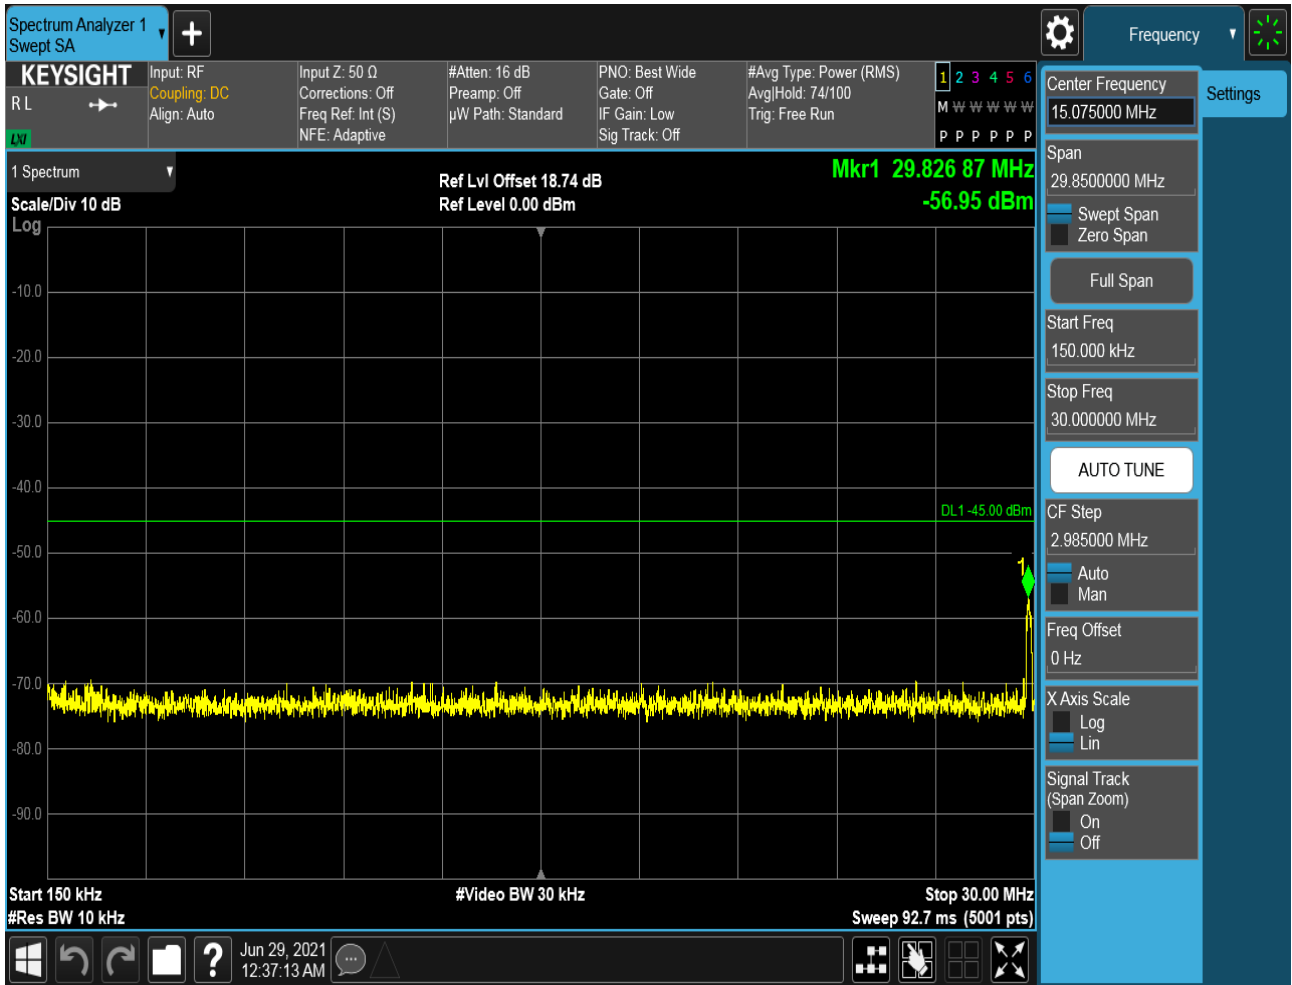 Spectrum Analyzer 1
Swept SA
Frequency
KEYSIGHT
R L
LXI
Input: RF
Coupling: DC
Align: Auto
Input Z: 50 Ω
Corrections: Off
Freq Ref: Int (S)
NFE: Adaptive
#Atten: 16 dB
Preamp: Off
µW Path: Standard
PNO: Best Wide
Gate: Off
IF Gain: Low
Sig Track: Off
#Avg Type: Power (RMS)
Avg|Hold: 74/100
Trig: Free Run
1 2 3 4 5 6
M W W W W W
P P P P P P
1 Spectrum
Scale/Div 10 dB
Log
Ref Lvl Offset 18.74 dB
Ref Level 0.00 dBm
Mkr1 29.826 87 MHz
-56.95 dBm
-10.0
-20.0
-30.0
-40.0
DL1 -45.00 dBm
-50.0
1
-60.0
-70.0
-80.0
-90.0
Start 150 kHz
#Video BW 30 kHz
Stop 30.00 MHz
#Res BW 10 kHz
Sweep 92.7 ms (5001 pts)
?
Jun 29, 2021
12:37:13 AM
Center Frequency
15.075000 MHz
Settings
Span
29.8500000 MHz
Swept Span
Zero Span
Full Span
Start Freq
150.000 kHz
Stop Freq
30.000000 MHz
AUTO TUNE
CF Step
2.985000 MHz
Auto
Man
Freq Offset
0 Hz
X Axis Scale
Log
Lin
Signal Track
(Span Zoom)
On
Off